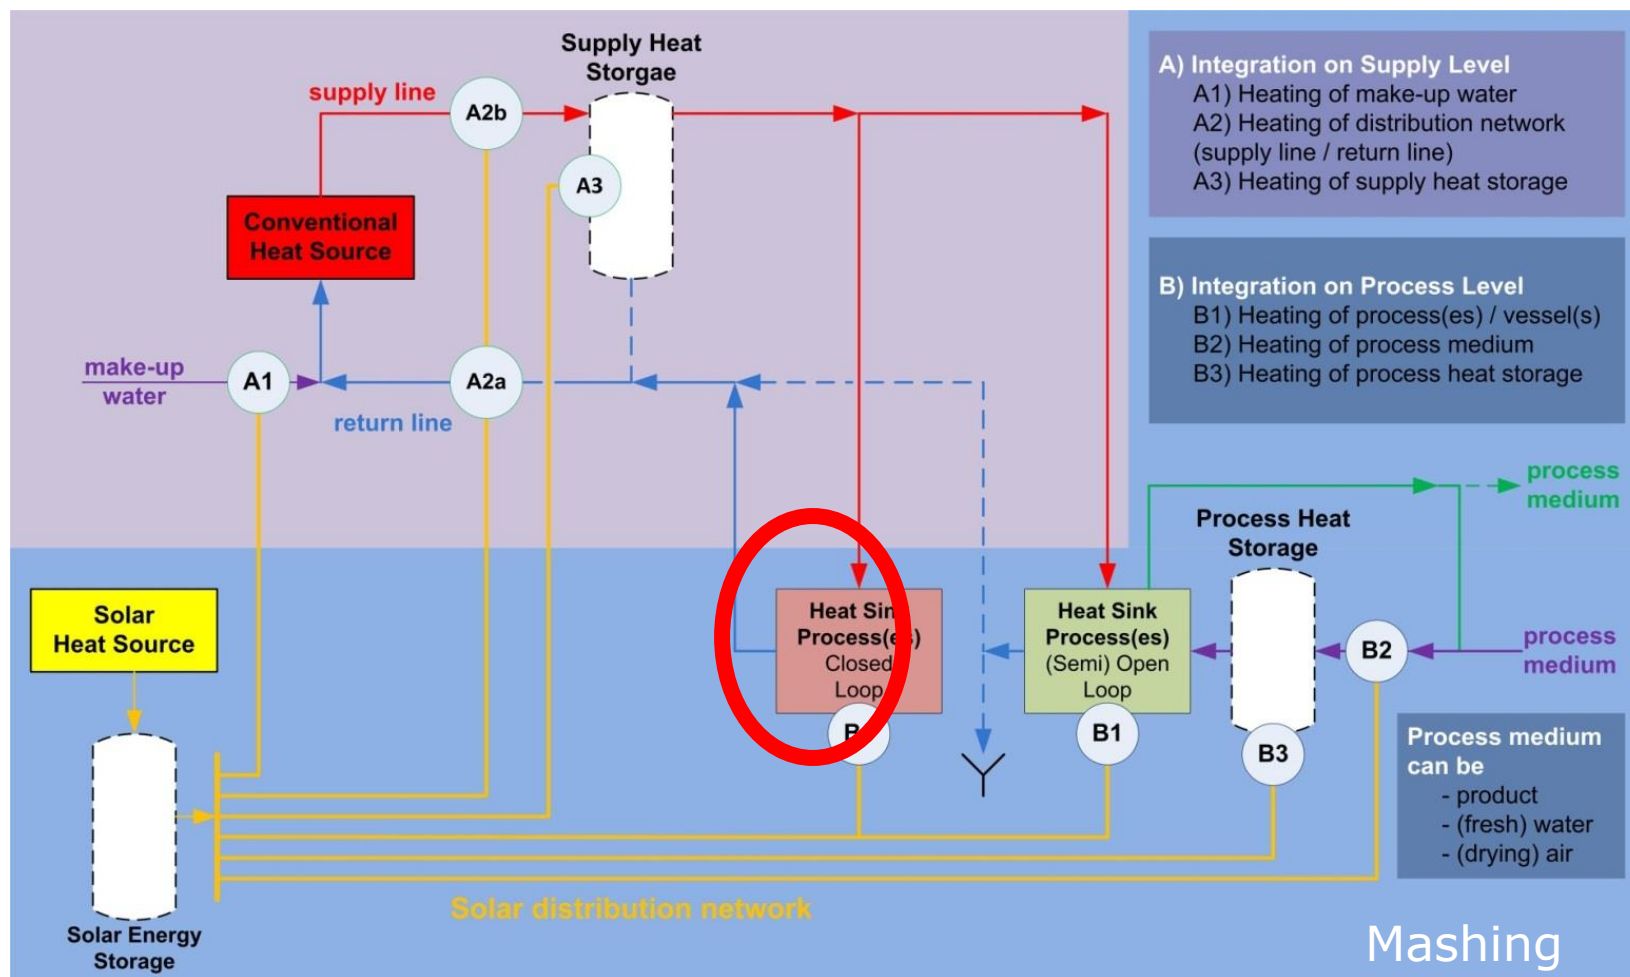 Supply Heat
Storgae
supply line
A2b
A3
Conventional
Heat Source
make-up
water
A1
A2a
return line
A) Integration on Supply Level
A1) Heating of make-up water
A2) Heating of distribution network
(supply line / return line)
A3) Heating of supply heat storage
B) Integration on Process Level
B1) Heating of process(es) / vessel(s)
B2) Heating of process medium
B3) Heating of process heat storage
process
medium
Process Heat
Storage
Solar
Heat Source
Heat Sink
Process(es)
Closed
Loop
Heat Sink
Process(es)
(Semi) Open
Loop
B2
process
medium
B1
B3
Process medium
can be
- product
- (fresh) water
- (drying) air
Solar distribution network
Solar Energy
Storage
Mashing